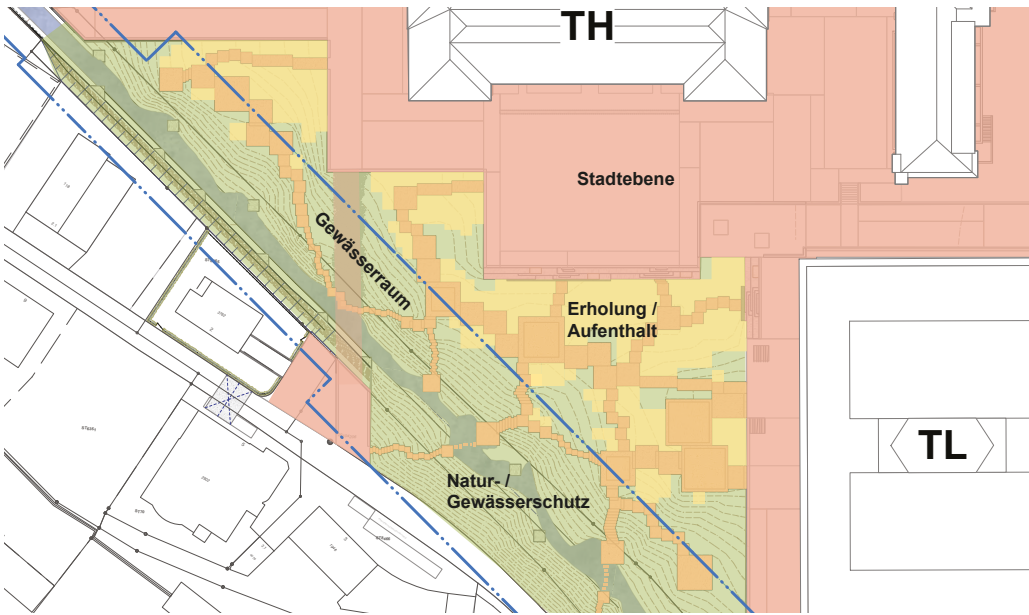 TH
Stadtebene
Gewässerraum
Erholung /
Aufenthalt
TL
Natur- /
Gewässerschutz